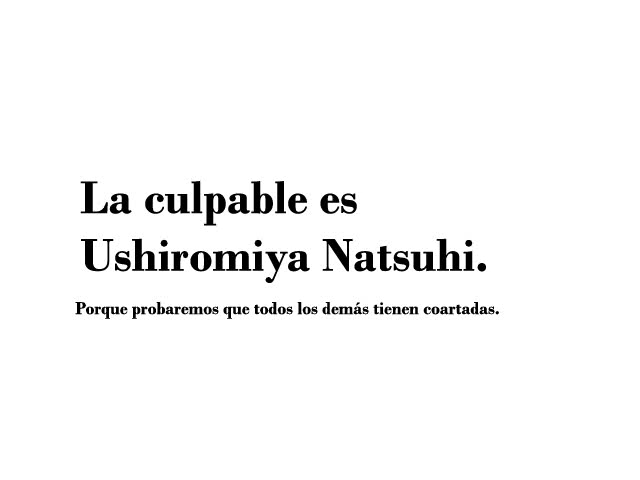 La culpable es
Ushiromiya Natsuhi.
Porque probaremos que todos los demás tienen coartadas.